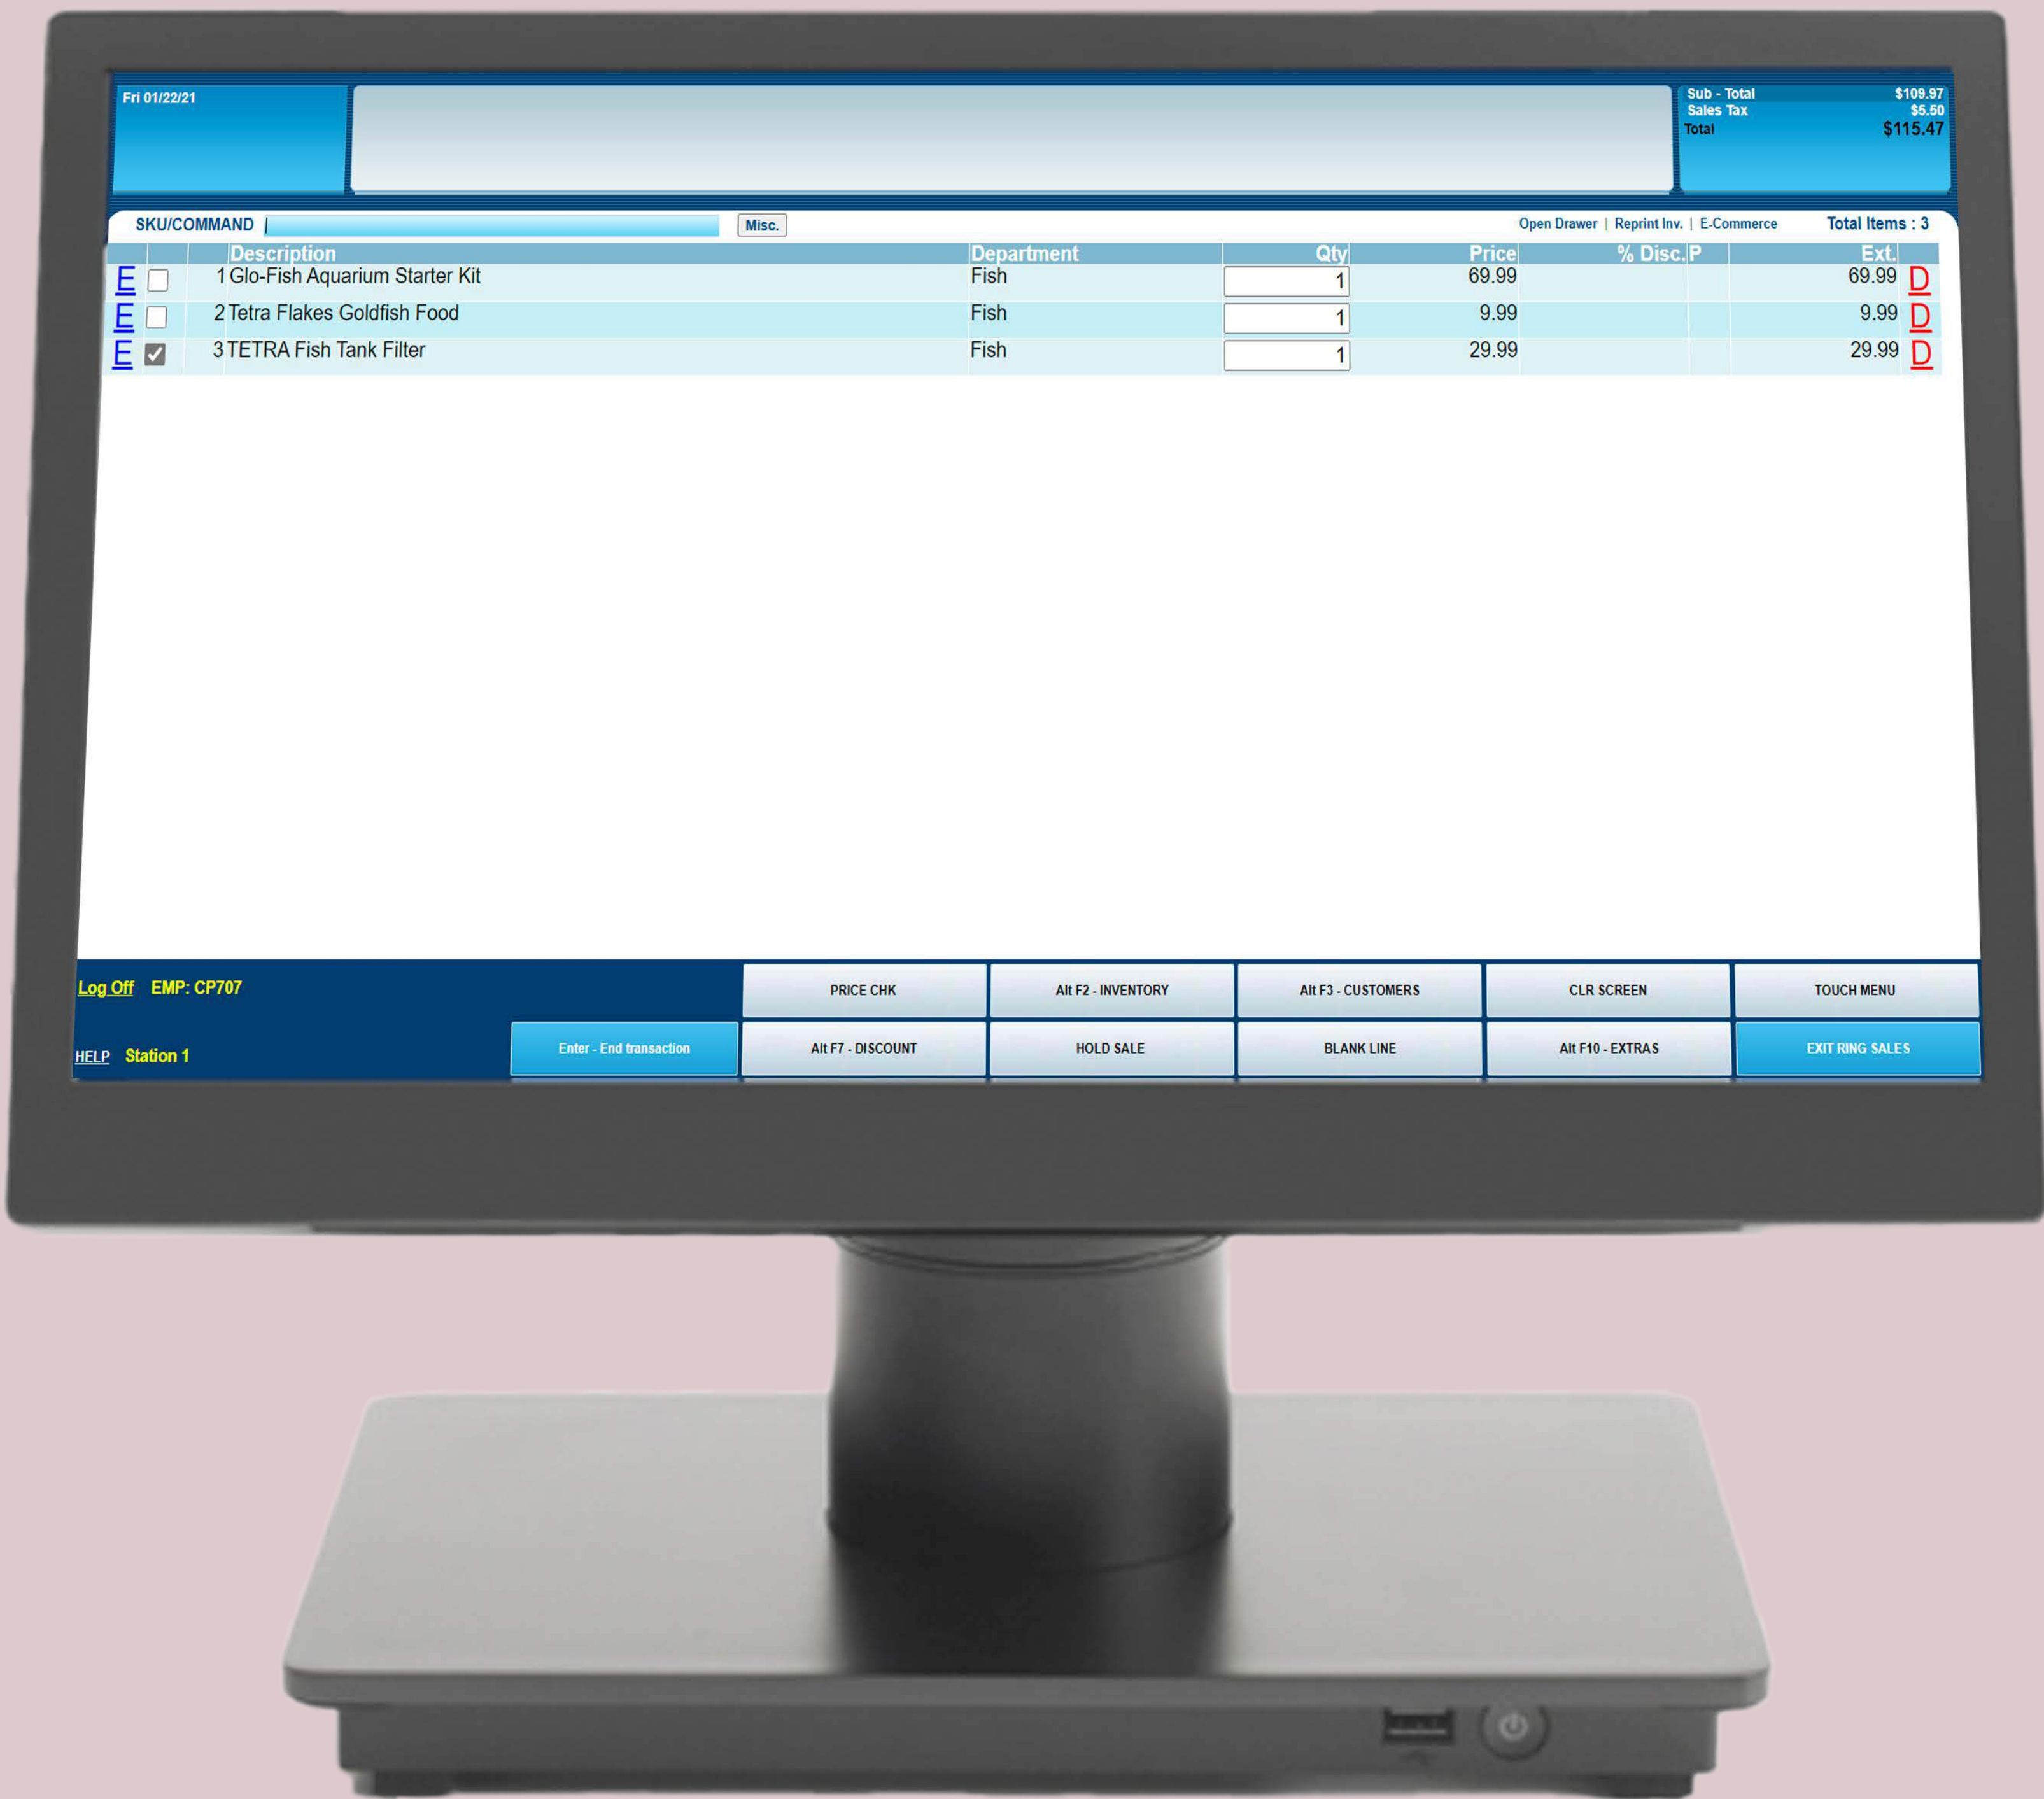 Fri 01/22/21
Sub - Total $109.97
Sales Tax $5.50
Total $115.47
SKU/COMMAND Misc. Open Drawer | Reprint Inv. | E-Commerce Total Items : 3
Description Department Qty Price % Disc. P Ext.
E 1 Glo-Fish Aquarium Starter Kit Fish 1 69.99 69.99 D
E 2 Tetra Flakes Goldfish Food Fish 1 9.99 9.99 D
E 3 TETRA Fish Tank Filter Fish 1 29.99 29.99 D
Log Off EMP: CP707 PRICE CHK Alt F2 - INVENTORY Alt F3 - CUSTOMERS CLR SCREEN TOUCH MENU
HELP Station 1 Enter - End transaction Alt F7 - DISCOUNT HOLD SALE BLANK LINE Alt F10 - EXTRAS EXIT RING SALES